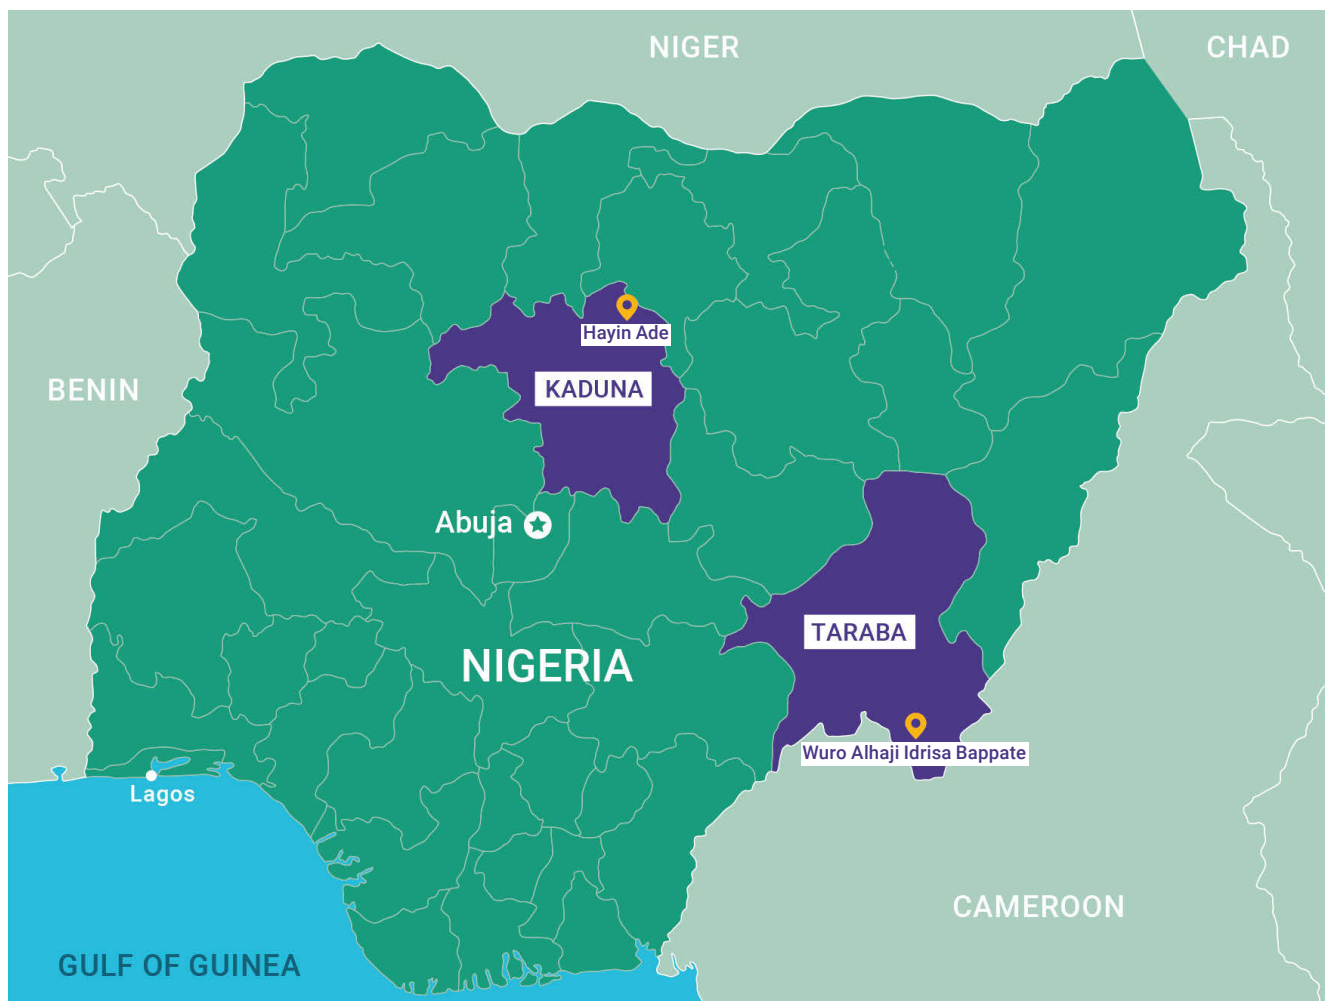 NIGER
CHAD
Hayin Ade
KADUNA
BENIN
Abuja
TARABA
NIGERIA
Wuro Alhaji Idrisa Bappate
Lagos
CAMEROON
GULF OF GUINEA